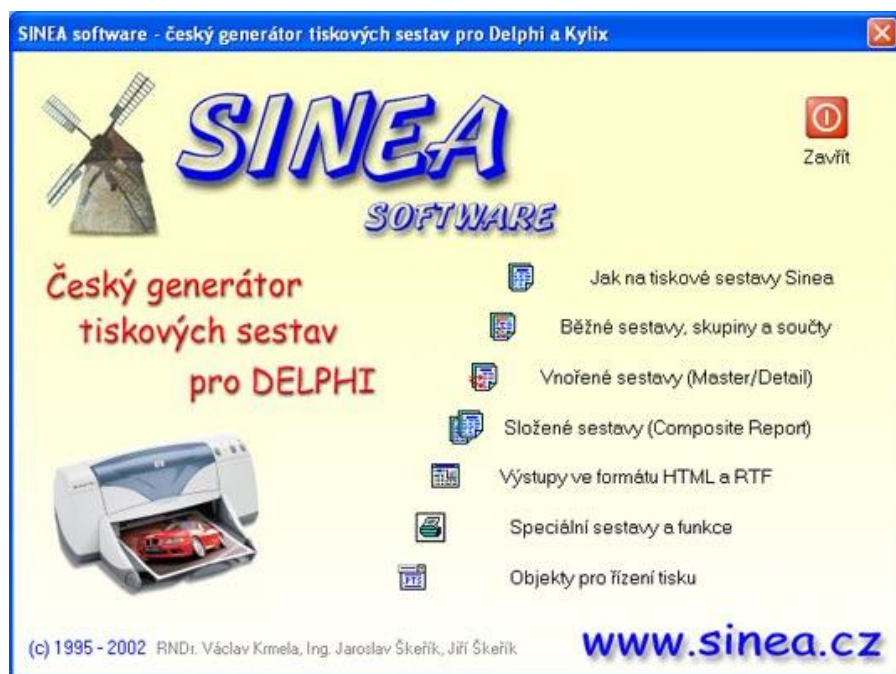 SINEA software - český generátor tiskových sestav pro Delphi a Kylix
SINEA
SOFTWARE
Zavřít
Český generátor
tiskových sestav
pro DELPHI
Jak na tiskové sestavy Sinea
Běžné sestavy, skupiny a součty
Vnořené sestavy (Master/Detail)
Složené sestavy (Composite Report)
Výstupy ve formátu HTML a RTF
Speciální sestavy a funkce
Objekty pro řízení tisku
(c) 1995 - 2002 RNDr. Václav Krmela, Ing. Jaroslav Škeřík, Jiří Škeřík
www.sinea.cz